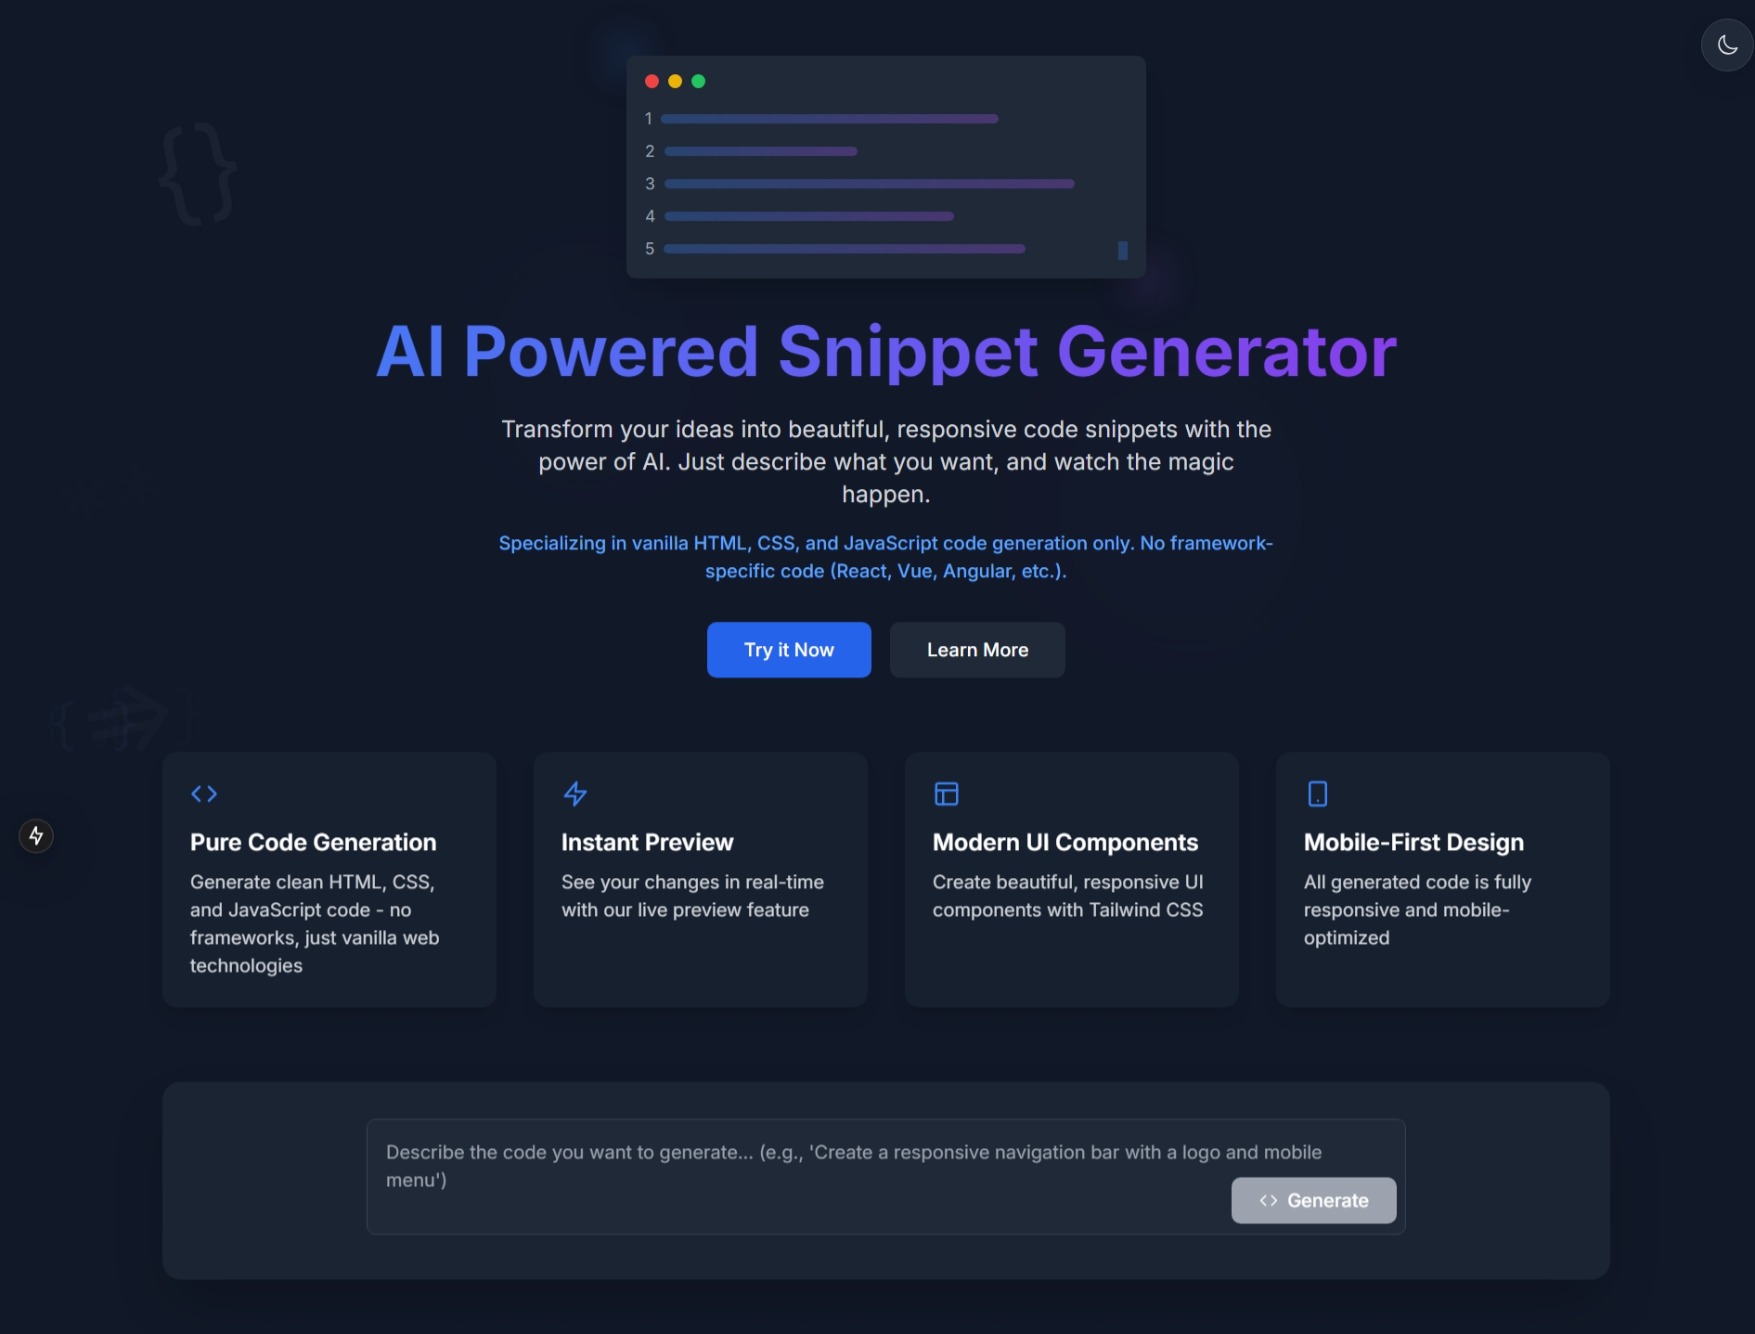 1
2
3
4
5
AI Powered Snippet Generator
Transform your ideas into beautiful, responsive code snippets with the
power of AI. Just describe what you want, and watch the magic
happen.
Specializing in vanilla HTML, CSS, and JavaScript code generation only. No framework-
specific code (React, Vue, Angular, etc.).
Try it Now
Learn More
Pure Code Generation
Generate clean HTML, CSS,
and JavaScript code - no
frameworks, just vanilla web
technologies
Instant Preview
See your changes in real-time
with our live preview feature
Modern UI Components
Create beautiful, responsive UI
components with Tailwind CSS
Mobile-First Design
All generated code is fully
responsive and mobile-
optimized
Describe the code you want to generate... (e.g., 'Create a responsive navigation bar with a logo and mobile
menu')
Generate